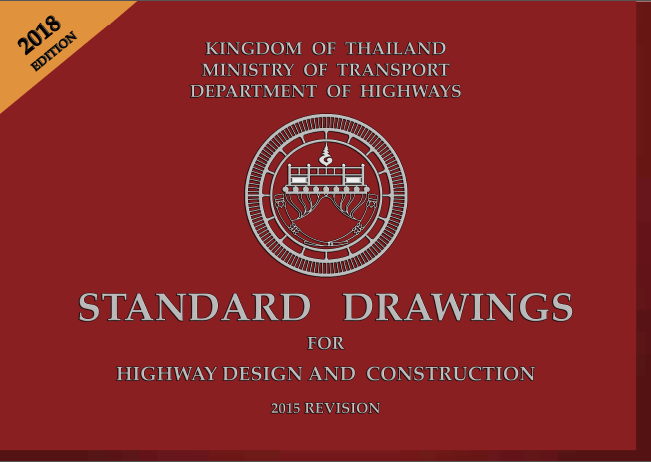 2018
EDITION
KINGDOM OF THAILAND
MINISTRY OF TRANSPORT
DEPARTMENT OF HIGHWAYS
STANDARD DRAWINGS
FOR
HIGHWAY DESIGN AND CONSTRUCTION
2015 REVISION